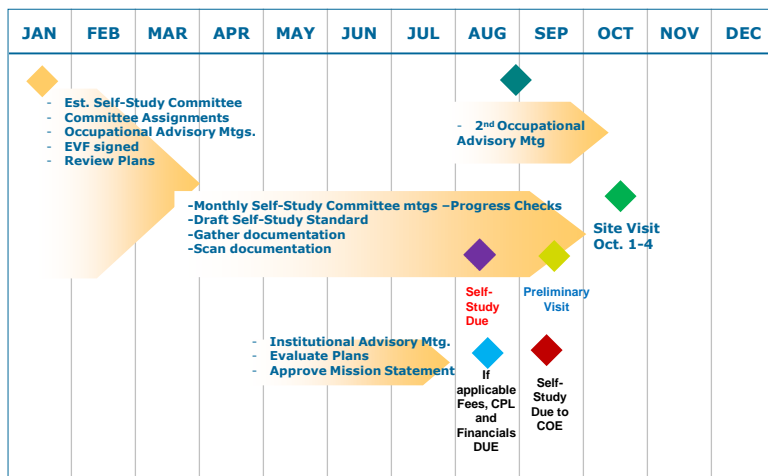 JAN FEB MAR APR MAY JUN JUL AUG SEP OCT NOV DEC
- Est. Self-Study Committee
- Committee Assignments
- Occupational Advisory Mtgs.
- EVF signed
- Review Plans
- 2nd Occupational
Advisory Mtg
-Monthly Self-Study Committee mtgs –Progress Checks
-Draft Self-Study Standard
-Gather documentation
-Scan documentation
Site Visit
Oct. 1-4
Self-
Study
Due
Preliminary
Visit
- Institutional Advisory Mtg.
- Evaluate Plans
- Approve Mission Statement
If
applicable
Fees, CPL
and
Financials
DUE
Self-
Study
Due to
COE